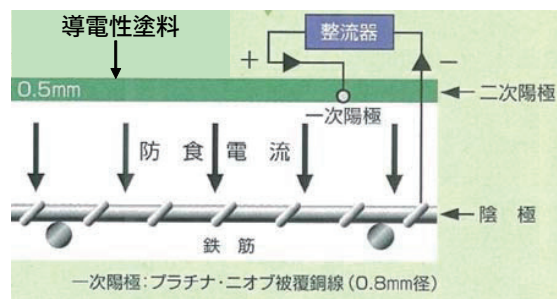 導電性塗料
整流器
+
−
0.5mm
二次陽極
一次陽極
防食電流
陰極
鉄筋
一次陽極:プラチナ・ニオブ被覆銅線(0.8mm径)